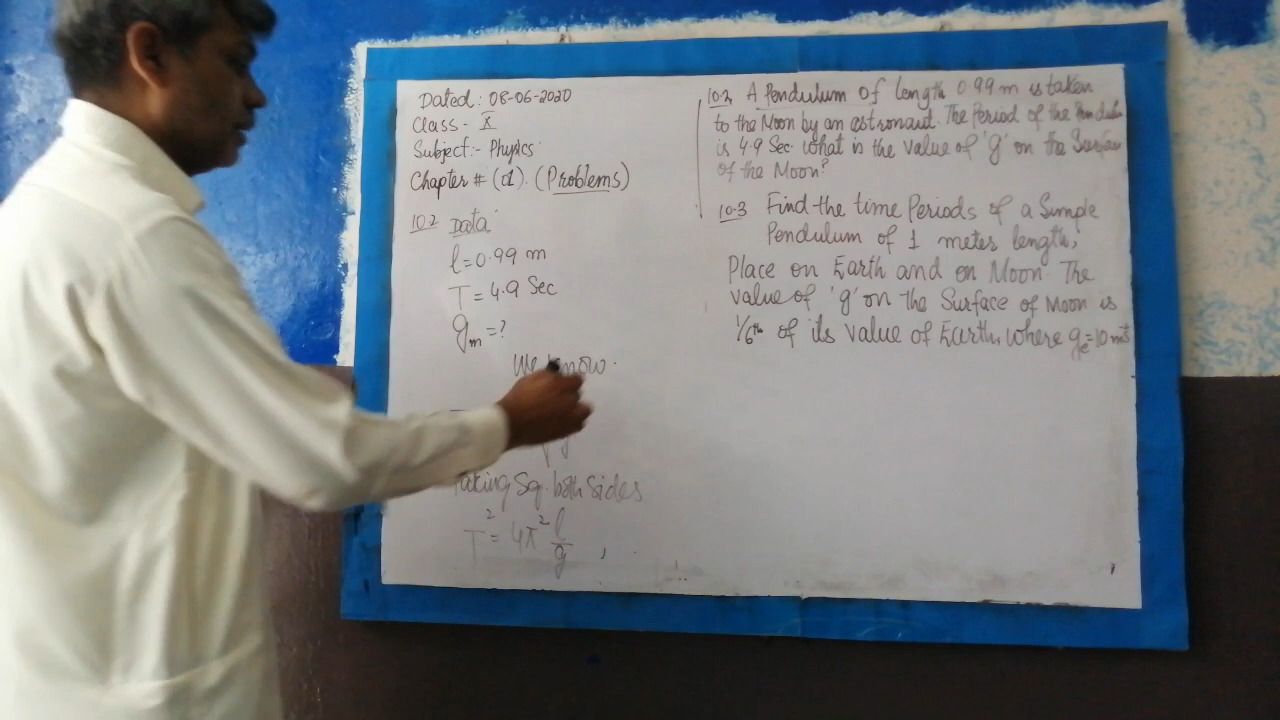 Dated: 08-06-2020
Class - X
Subject:- Physics
Chapter # (01). (Problems)
10.2 Data
l = 0.99 m
T = 4.9 Sec
gm = ?
We know
Taking Sq. both Sides
T² = 4π² l/g ,
10.2 A Pendulum of length 0.99 m is taken
to the Moon by an astronaut. The Period of the Pendulum
is 4.9 Sec. What is the value of 'g' on the Surface
of the Moon?
10.3 Find the time Periods of a Simple
Pendulum of 1 meter length,
Place on Earth and on Moon. The
value of 'g' on the Surface of Moon is
1/6th of its value of Earth, where ge=10 ms